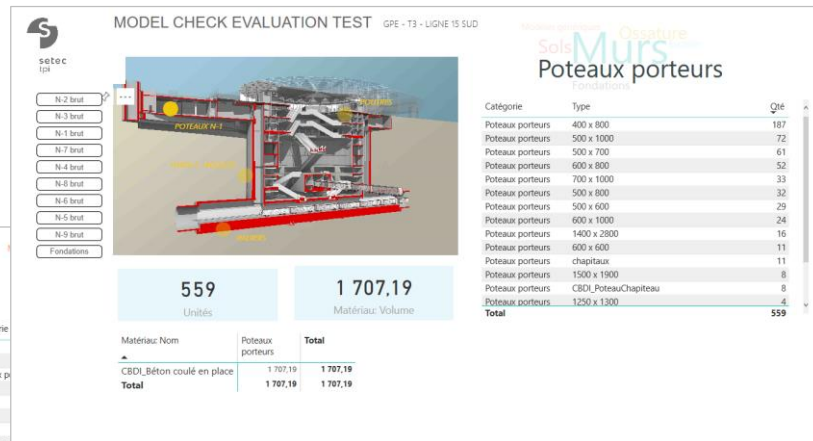 MODEL CHECK EVALUATION TEST GPE - T3 - LIGNE 15 SUD
setec
tpi
N-2 brut
N-3 brut
N-1 brut
N-7 brut
N-4 brut
N-8 brut
N-6 brut
N-5 brut
N-9 brut
Fondations
POTEAUX N-1
POUTRES
RADIERS
Ossature
Sols
Murs
Poteaux porteurs
Fondations
Catégorie Type Qté
Poteaux porteurs 400 x 800 187
Poteaux porteurs 500 x 1000 72
Poteaux porteurs 500 x 700 61
Poteaux porteurs 600 x 800 52
Poteaux porteurs 700 x 1000 33
Poteaux porteurs 500 x 800 32
Poteaux porteurs 500 x 600 29
Poteaux porteurs 600 x 1000 24
Poteaux porteurs 1400 x 2800 16
Poteaux porteurs 600 x 600 11
Poteaux porteurs chapitaux 11
Poteaux porteurs 1500 x 1900 8
Poteaux porteurs CBDI_PoteauChapiteau 8
Poteaux porteurs 1250 x 1300 4
Total 559
559
Unités
1 707,19
Matériau: Volume
Matériau: Nom Poteaux porteurs Total
CBDI_Béton coulé en place 1 707,19 1 707,19
Total 1 707,19 1 707,19